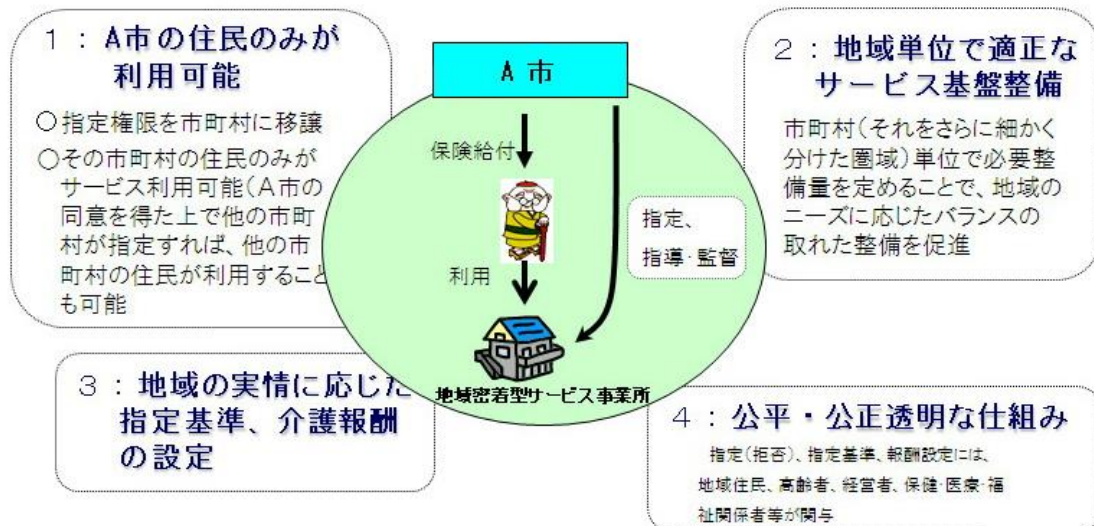 1：A市の住民のみが
利用可能
○指定権限を市町村に移譲
○その市町村の住民のみが
サービス利用可能（A市の
同意を得た上で他の市町
村が指定すれば、他の市
町村の住民が利用すること
も可能
A市
保険給付
利用
指定、
指導・監督
地域密着型サービス事業所
2：地域単位で適正な
サービス基盤整備
市町村（それをさらに細かく
分けた圏域）単位で必要整
備量を定めることで、地域の
ニーズに応じたバランスの
取れた整備を促進
3：地域の実情に応じた
指定基準、介護報酬
の設定
4：公平・公正透明な仕組み
指定（拒否）、指定基準、報酬設定には、
地域住民、高齢者、経営者、保健・医療・福
祉関係者等が関与